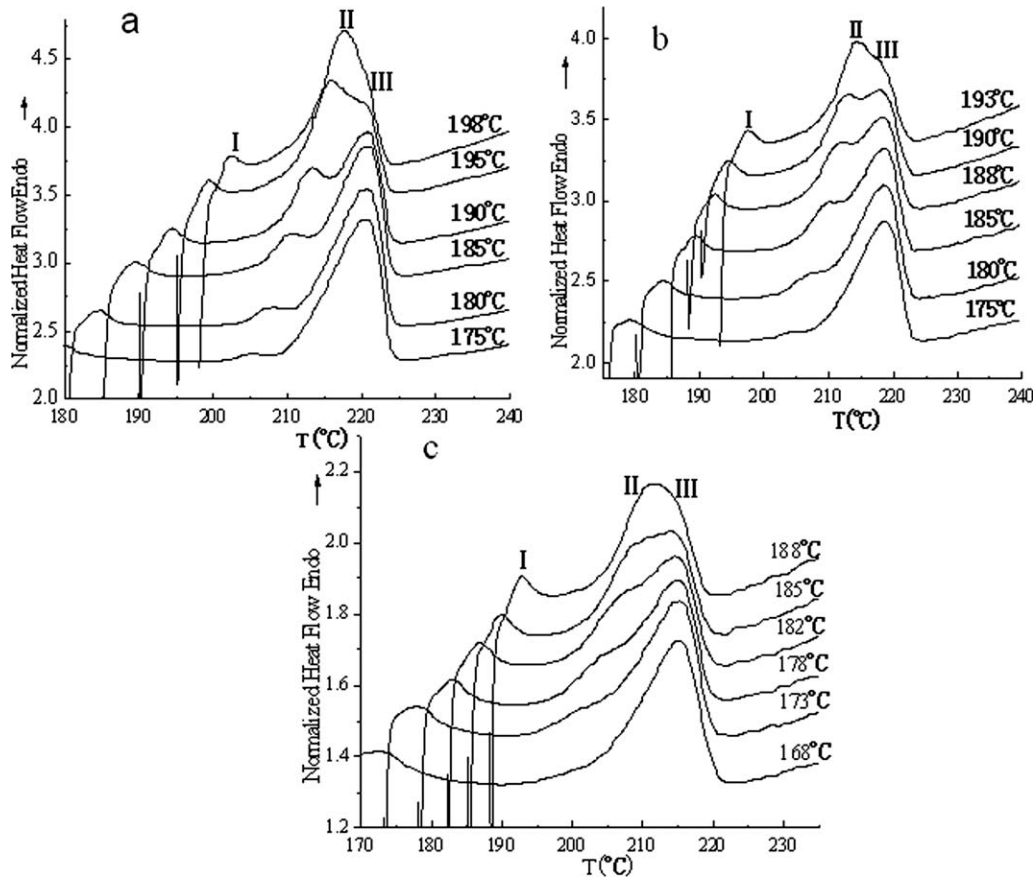 a
II
III
I
198°C
195°C
190°C
185°C
180°C
175°C
4.5
4.0
3.5
3.0
2.5
2.0
Normalized Heat Flow Endo
180 190 200 210 220 230 240
T (°C)
b
II
III
I
193°C
190°C
188°C
185°C
180°C
175°C
4.0
3.5
3.0
2.5
2.0
Normalized Heat Flow Endo
180 190 200 210 220 230 240
T(°C)
c
II III
I
188°C
185°C
182°C
178°C
173°C
168°C
2.2
2.0
1.8
1.6
1.4
1.2
Normalized Heat Flow Endo
170 180 190 200 210 220 230
T(°C)